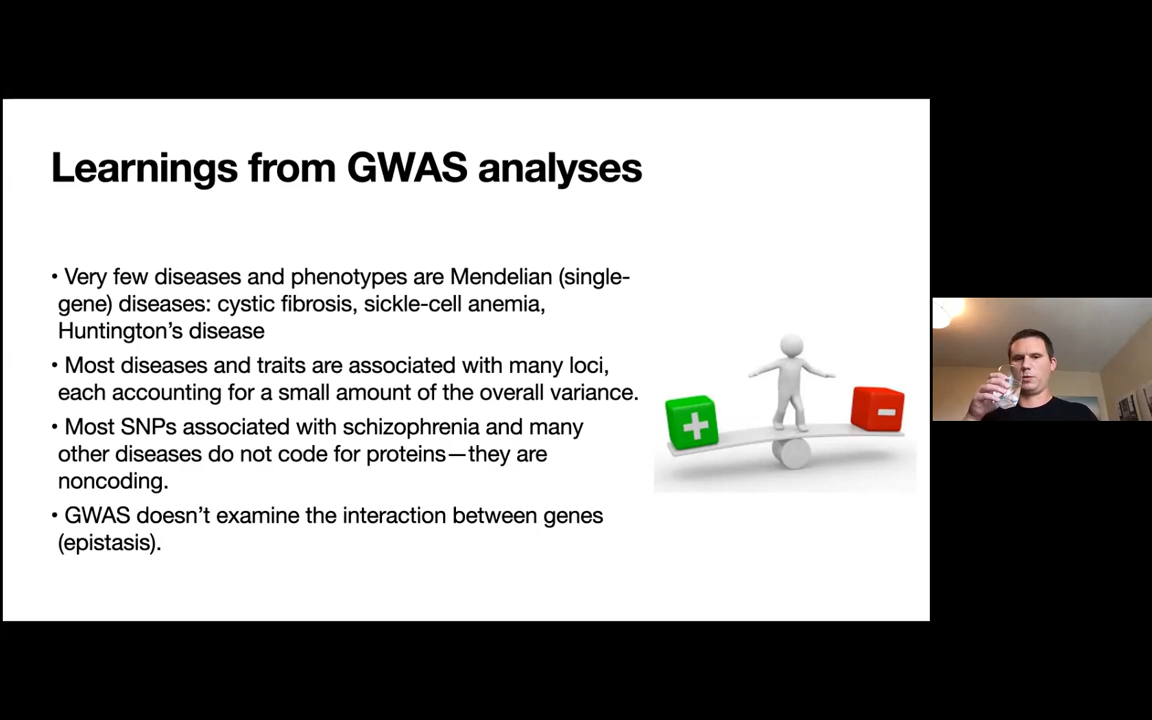 Learnings from GWAS analyses
• Very few diseases and phenotypes are Mendelian (single-
gene) diseases: cystic fibrosis, sickle-cell anemia,
Huntington’s disease
• Most diseases and traits are associated with many loci,
each accounting for a small amount of the overall variance.
• Most SNPs associated with schizophrenia and many
other diseases do not code for proteins—they are
noncoding.
• GWAS doesn’t examine the interaction between genes
(epistasis).